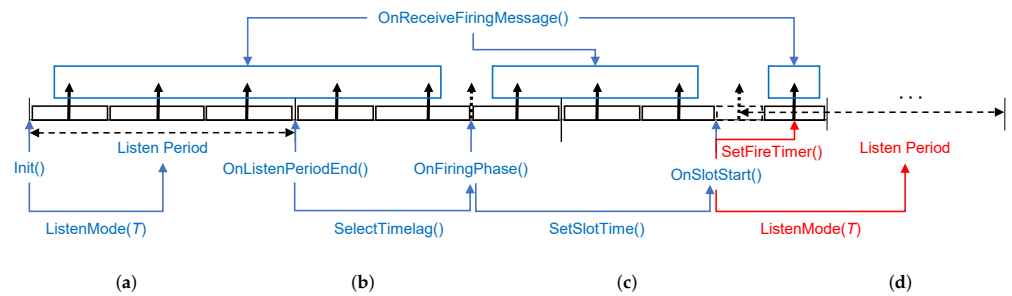 OnReceiveFiringMessage()
. . .
Listen Period
SetFireTimer()
Listen Period
Init()
OnListenPeriodEnd()
OnFiringPhase()
OnSlotStart()
ListenMode(T)
SelectTimelag()
SetSlotTime()
ListenMode(T)
(a)
(b)
(c)
(d)